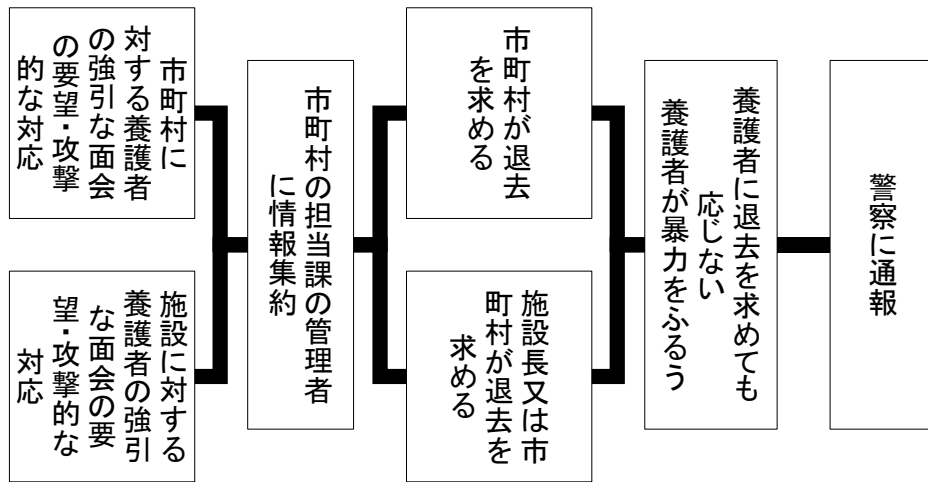 市町村に
対する養護者
の強引な面会
の要望・攻撃
的な対応
施設に対する
養護者の強引
な面会の要
望・攻撃的な
対応
市町村の担当課の管理者
に情報集約
市町村が退去
を求める
施設長又は市
町村が退去を
求める
養護者に退去を求めても
応じない
養護者が暴力をふるう
警察に通報